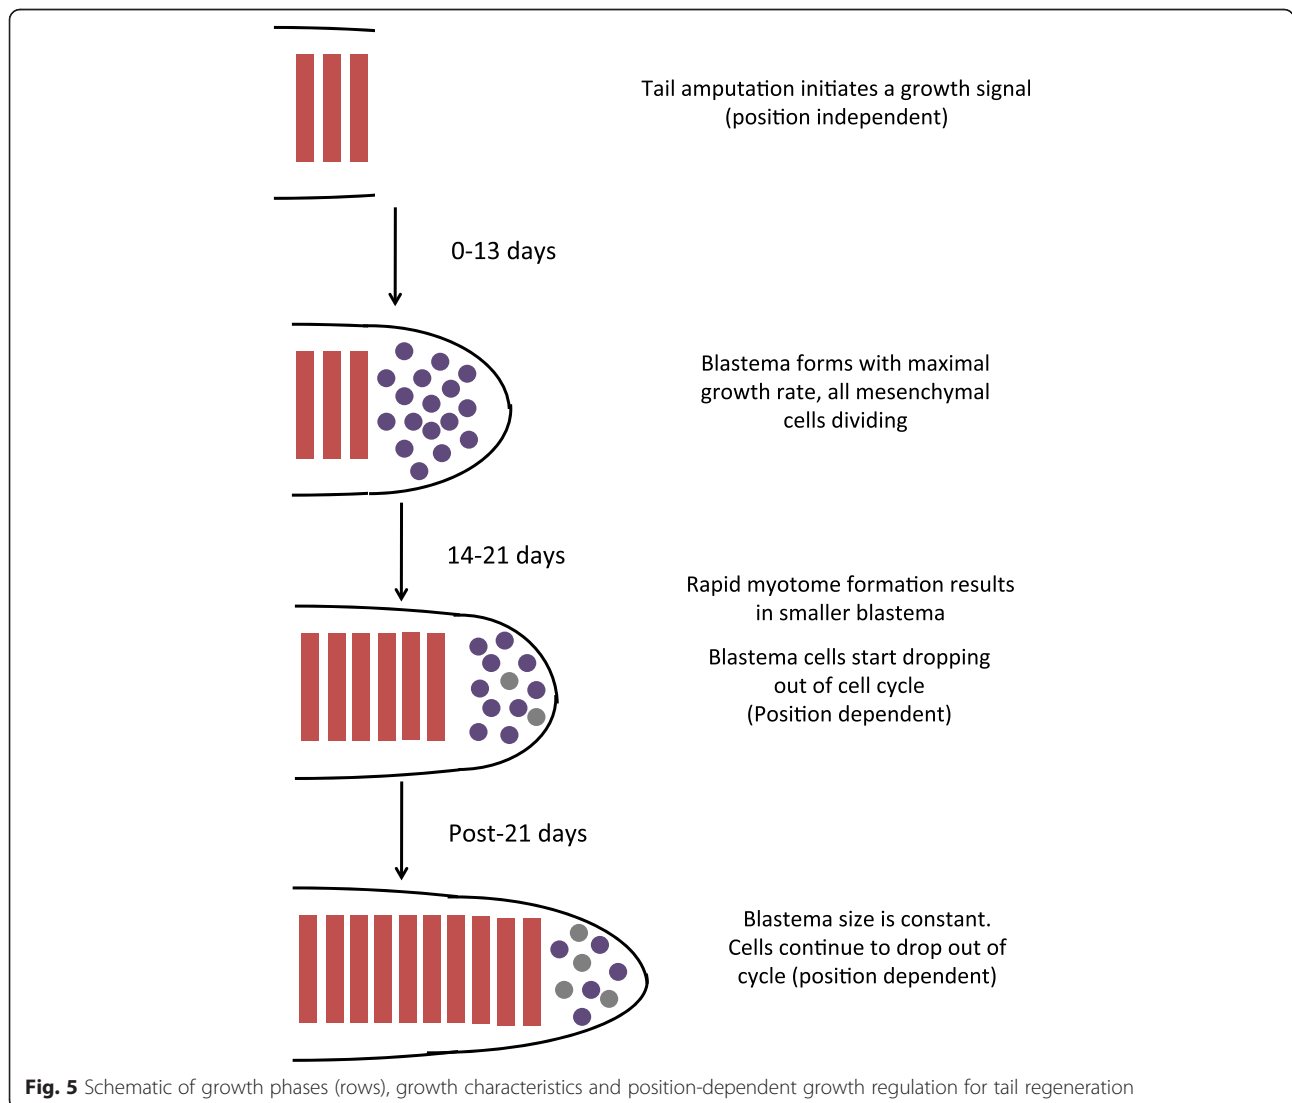 Tail amputation initiates a growth signal
(position independent)
0-13 days
Blastema forms with maximal
growth rate, all mesenchymal
cells dividing
14-21 days
Rapid myotome formation results
in smaller blastema
Blastema cells start dropping
out of cell cycle
(Position dependent)
Post-21 days
Blastema size is constant.
Cells continue to drop out of
cycle (position dependent)
Fig. 5 Schematic of growth phases (rows), growth characteristics and position-dependent growth regulation for tail regeneration